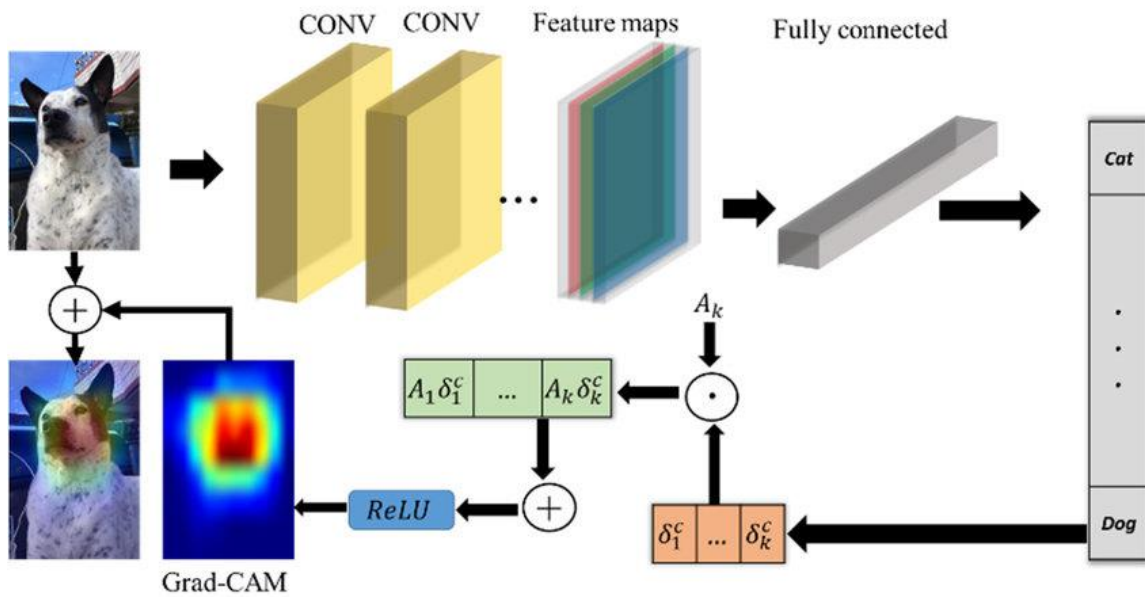 CONV
CONV
Feature maps
Fully connected
Cat
.
.
.
Dog
...
A_k
·
A_1 δ_1^c ... A_k δ_k^c
+
+
ReLU
δ_1^c ... δ_k^c
Grad-CAM